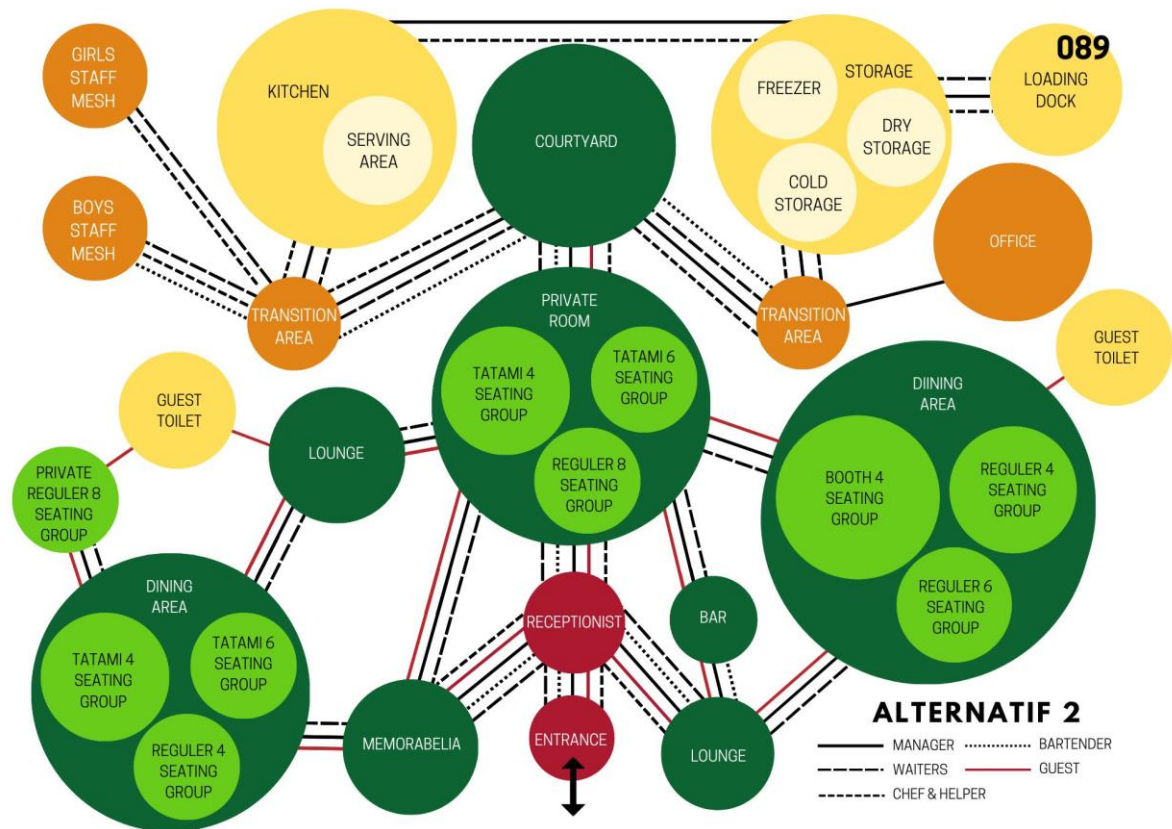 089
GIRLS
STAFF
MESH
KITCHEN
SERVING
AREA
COURTYARD
FREEZER
STORAGE
DRY
STORAGE
COLD
STORAGE
LOADING
DOCK
BOYS
STAFF
MESH
OFFICE
TRANSITION
AREA
PRIVATE
ROOM
TATAMI 4
SEATING
GROUP
TATAMI 6
SEATING
GROUP
REGULER 8
SEATING
GROUP
TRANSITION
AREA
GUEST
TOILET
GUEST
TOILET
LOUNGE
DIINING
AREA
BOOTH 4
SEATING
GROUP
REGULER 4
SEATING
GROUP
REGULER 6
SEATING
GROUP
PRIVATE
REGULER 8
SEATING
GROUP
DINING
AREA
TATAMI 4
SEATING
GROUP
TATAMI 6
SEATING
GROUP
REGULER 4
SEATING
GROUP
RECEPTIONIST
BAR
MEMORABELIA
ENTRANCE
LOUNGE
ALTERNATIF 2
MANAGER
BARTENDER
WAITERS
GUEST
CHEF & HELPER